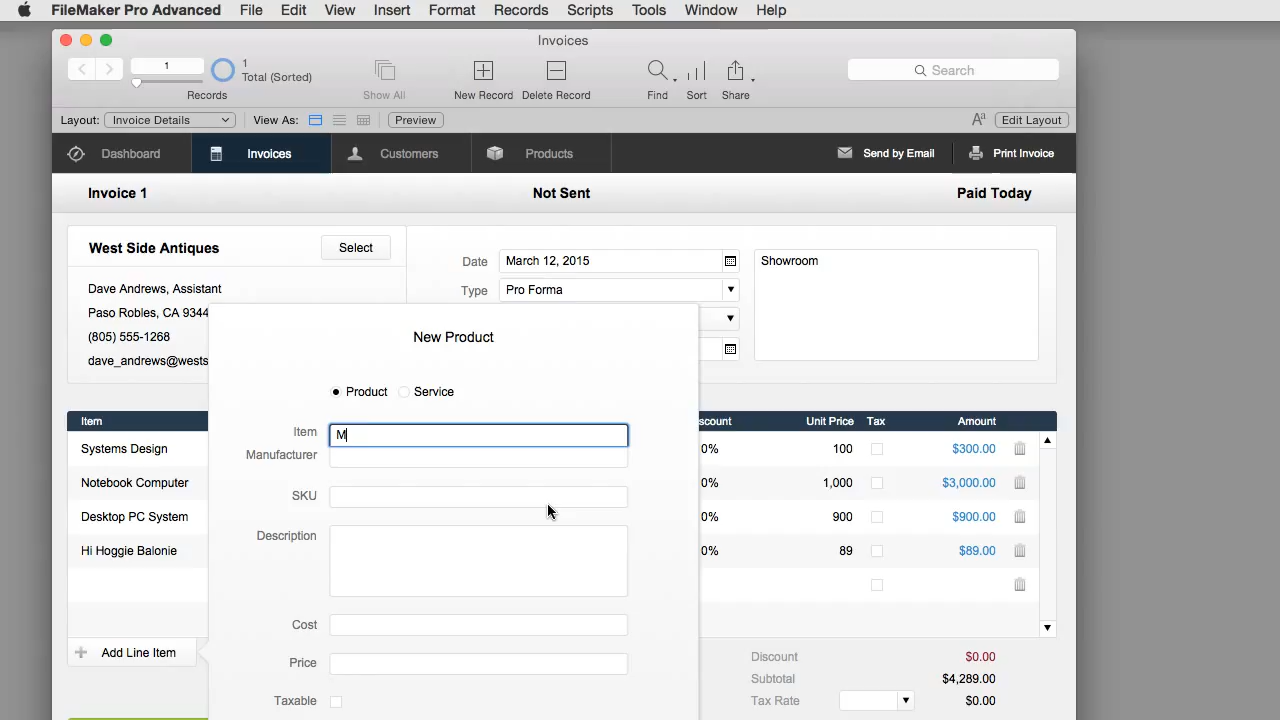 FileMaker Pro Advanced File Edit View Insert Format Records Scripts Tools Window Help
Invoices
1 1 Total (Sorted)
Records Show All New Record Delete Record Find Sort Share Search
Layout: Invoice Details View As: Preview Aa Edit Layout
Dashboard Invoices Customers Products Send by Email Print Invoice
Invoice 1 Not Sent Paid Today
West Side Antiques Select
Dave Andrews, Assistant
Paso Robles, CA 9344
(805) 555-1268
dave_andrews@wests
Date March 12, 2015 Showroom
Type Pro Forma
New Product
Product Service
Item M
Manufacturer
SKU
Description
Cost
Price
Taxable
Item scount Unit Price Tax Amount
Systems Design 0% 100 $300.00
Notebook Computer 0% 1,000 $3,000.00
Desktop PC System 0% 900 $900.00
Hi Hoggie Balonie 0% 89 $89.00
Add Line Item
Discount $0.00
Subtotal $4,289.00
Tax Rate $0.00